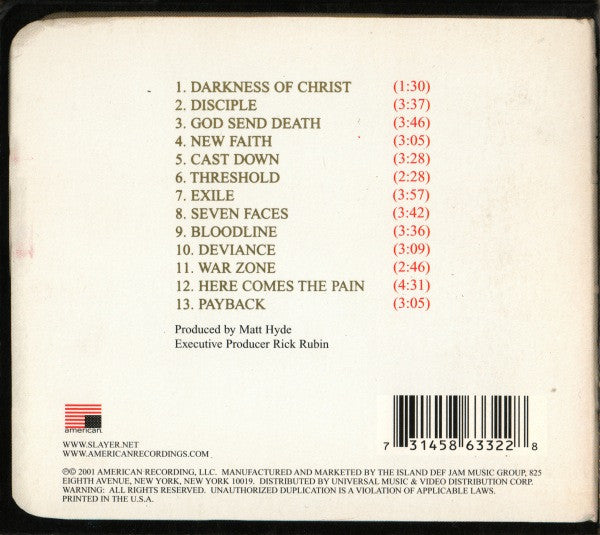 1. DARKNESS OF CHRIST (1:30)
2. DISCIPLE (3:37)
3. GOD SEND DEATH (3:46)
4. NEW FAITH (3:05)
5. CAST DOWN (3:28)
6. THRESHOLD (2:28)
7. EXILE (3:57)
8. SEVEN FACES (3:42)
9. BLOODLINE (3:36)
10. DEVIANCE (3:09)
11. WAR ZONE (2:46)
12. HERE COMES THE PAIN (4:31)
13. PAYBACK (3:05)
Produced by Matt Hyde
Executive Producer Rick Rubin
american.
WWW.SLAYER.NET
WWW.AMERICANRECORDINGS.COM
7 31458 63322 8
℗© 2001 AMERICAN RECORDING, LLC. MANUFACTURED AND MARKETED BY THE ISLAND DEF JAM MUSIC GROUP, 825
EIGHTH AVENUE, NEW YORK, NEW YORK 10019. DISTRIBUTED BY UNIVERSAL MUSIC & VIDEO DISTRIBUTION CORP.
WARNING: ALL RIGHTS RESERVED. UNAUTHORIZED DUPLICATION IS A VIOLATION OF APPLICABLE LAWS.
PRINTED IN THE U.S.A.